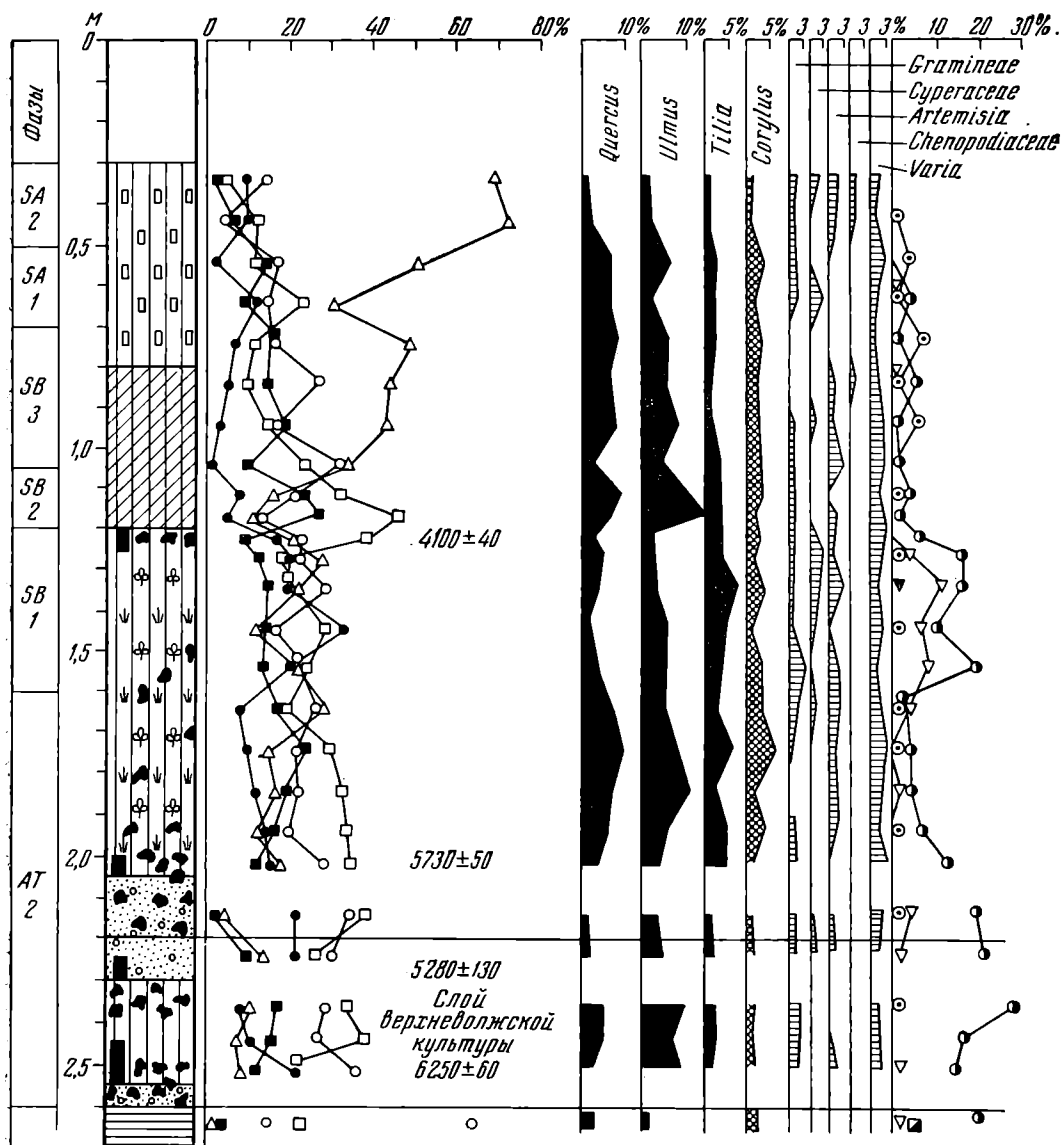 М
0
20
40
60
80%
10%
10%
5%
5%
3
3
3
3
3%
10
20
30%
0
0,5
1,0
1,5
2,0
2,5
Фазы
SA
2
SA
1
SB
3
SB
2
SB
1
AT
2
Quercus
Ulmus
Tilia
Corylus
Gramineae
Cyperaceae
Artemisia
Chenopodiaceae
Varia
4100±40
5730±50
5280±130
Слой
верхневолжской
культуры
6250±60